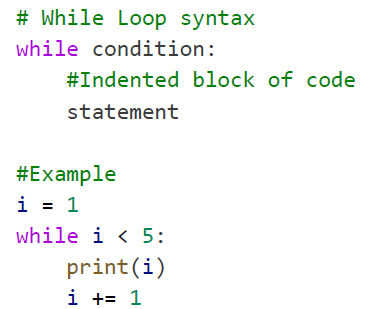 # While Loop syntax
while condition:
    #Indented block of code
    statement

#Example
i = 1
while i < 5:
    print(i)
    i += 1